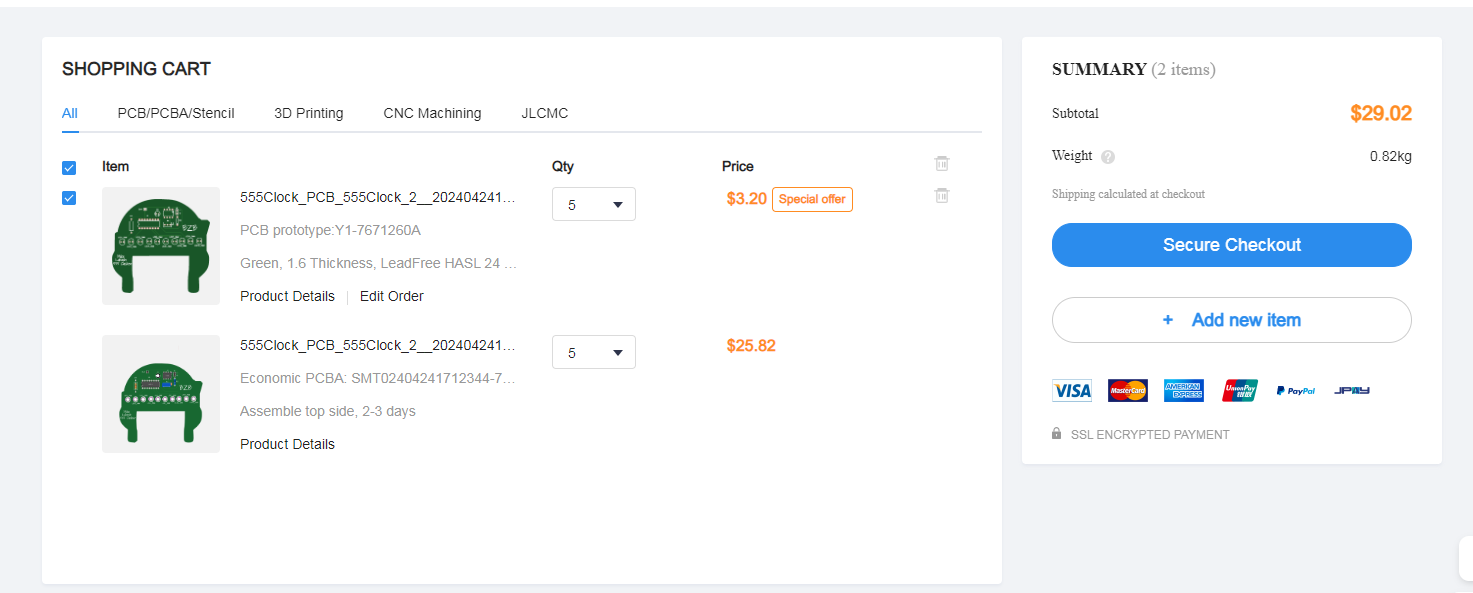 SHOPPING CART
All PCB/PCBA/Stencil 3D Printing CNC Machining JLCMC
Item Qty Price
555Clock_PCB_555Clock_2__202404241... 5 $3.20 Special offer
PCB prototype:Y1-7671260A
Green, 1.6 Thickness, LeadFree HASL 24 ...
Product Details Edit Order
555Clock_PCB_555Clock_2__202404241... 5 $25.82
Economic PCBA: SMT02404241712344-7...
Assemble top side, 2-3 days
Product Details
SUMMARY (2 items)
Subtotal $29.02
Weight ? 0.82kg
Shipping calculated at checkout
Secure Checkout
+ Add new item
VISA MasterCard AMERICAN EXPRESS UnionPay 银联 PayPal
SSL ENCRYPTED PAYMENT